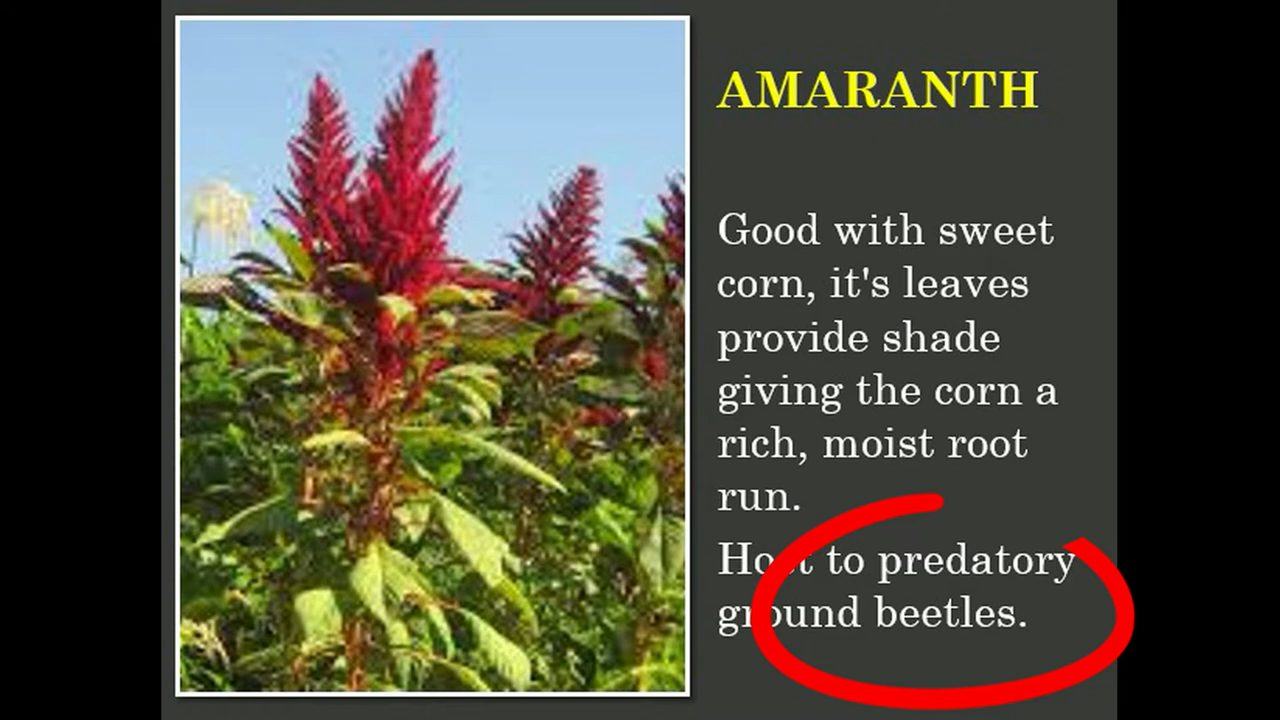 AMARANTH
Good with sweet
corn, it's leaves
provide shade
giving the corn a
rich, moist root
run.
Host to predatory
ground beetles.